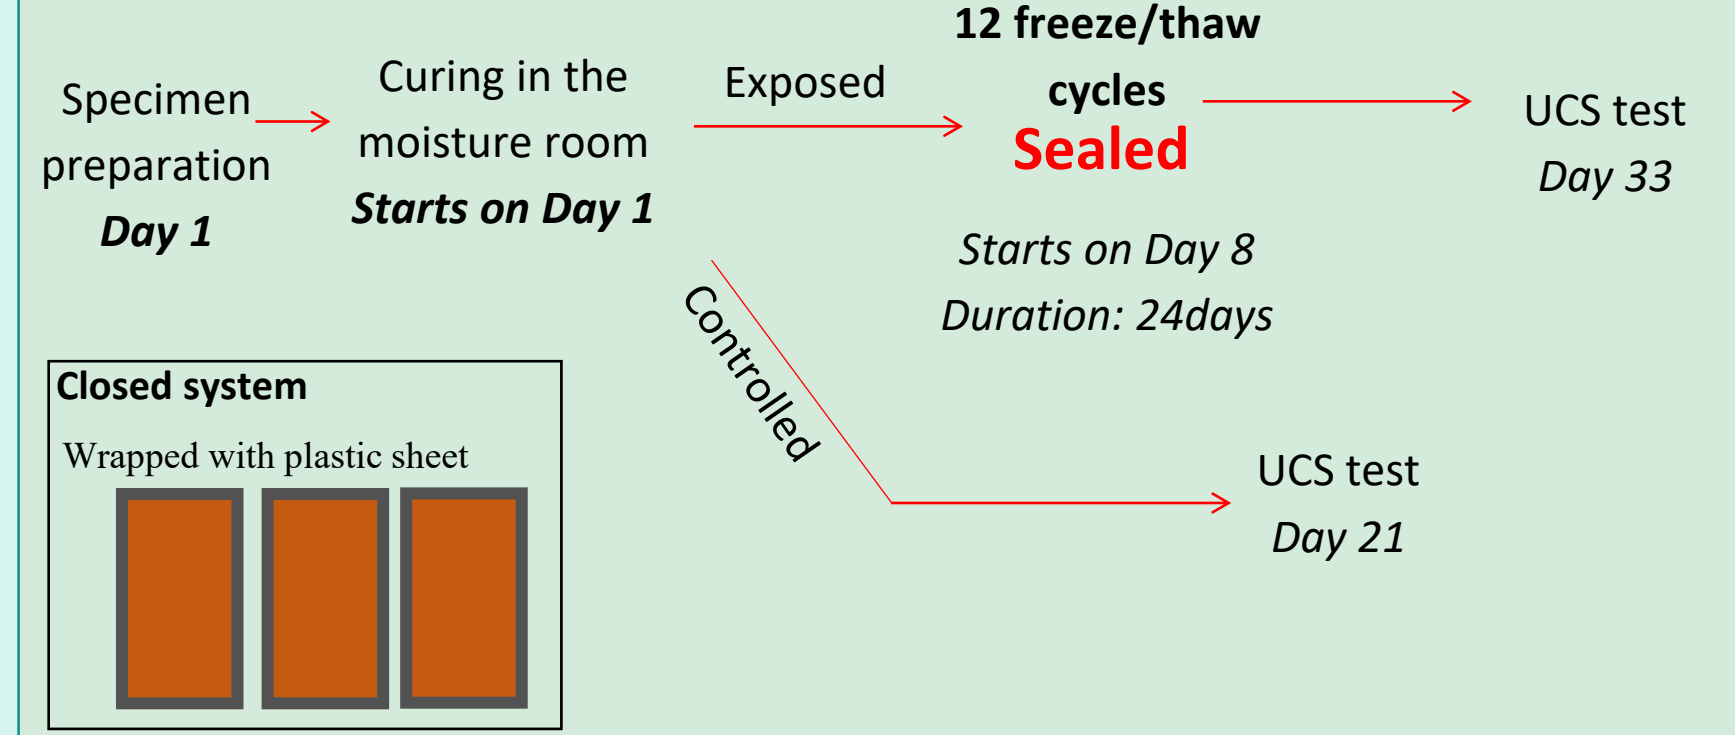 Specimen
preparation
Day 1
Curing in the
moisture room
Starts on Day 1
Exposed
12 freeze/thaw
cycles
Sealed
Starts on Day 8
Duration: 24days
UCS test
Day 33
Controlled
UCS test
Day 21
Closed system
Wrapped with plastic sheet